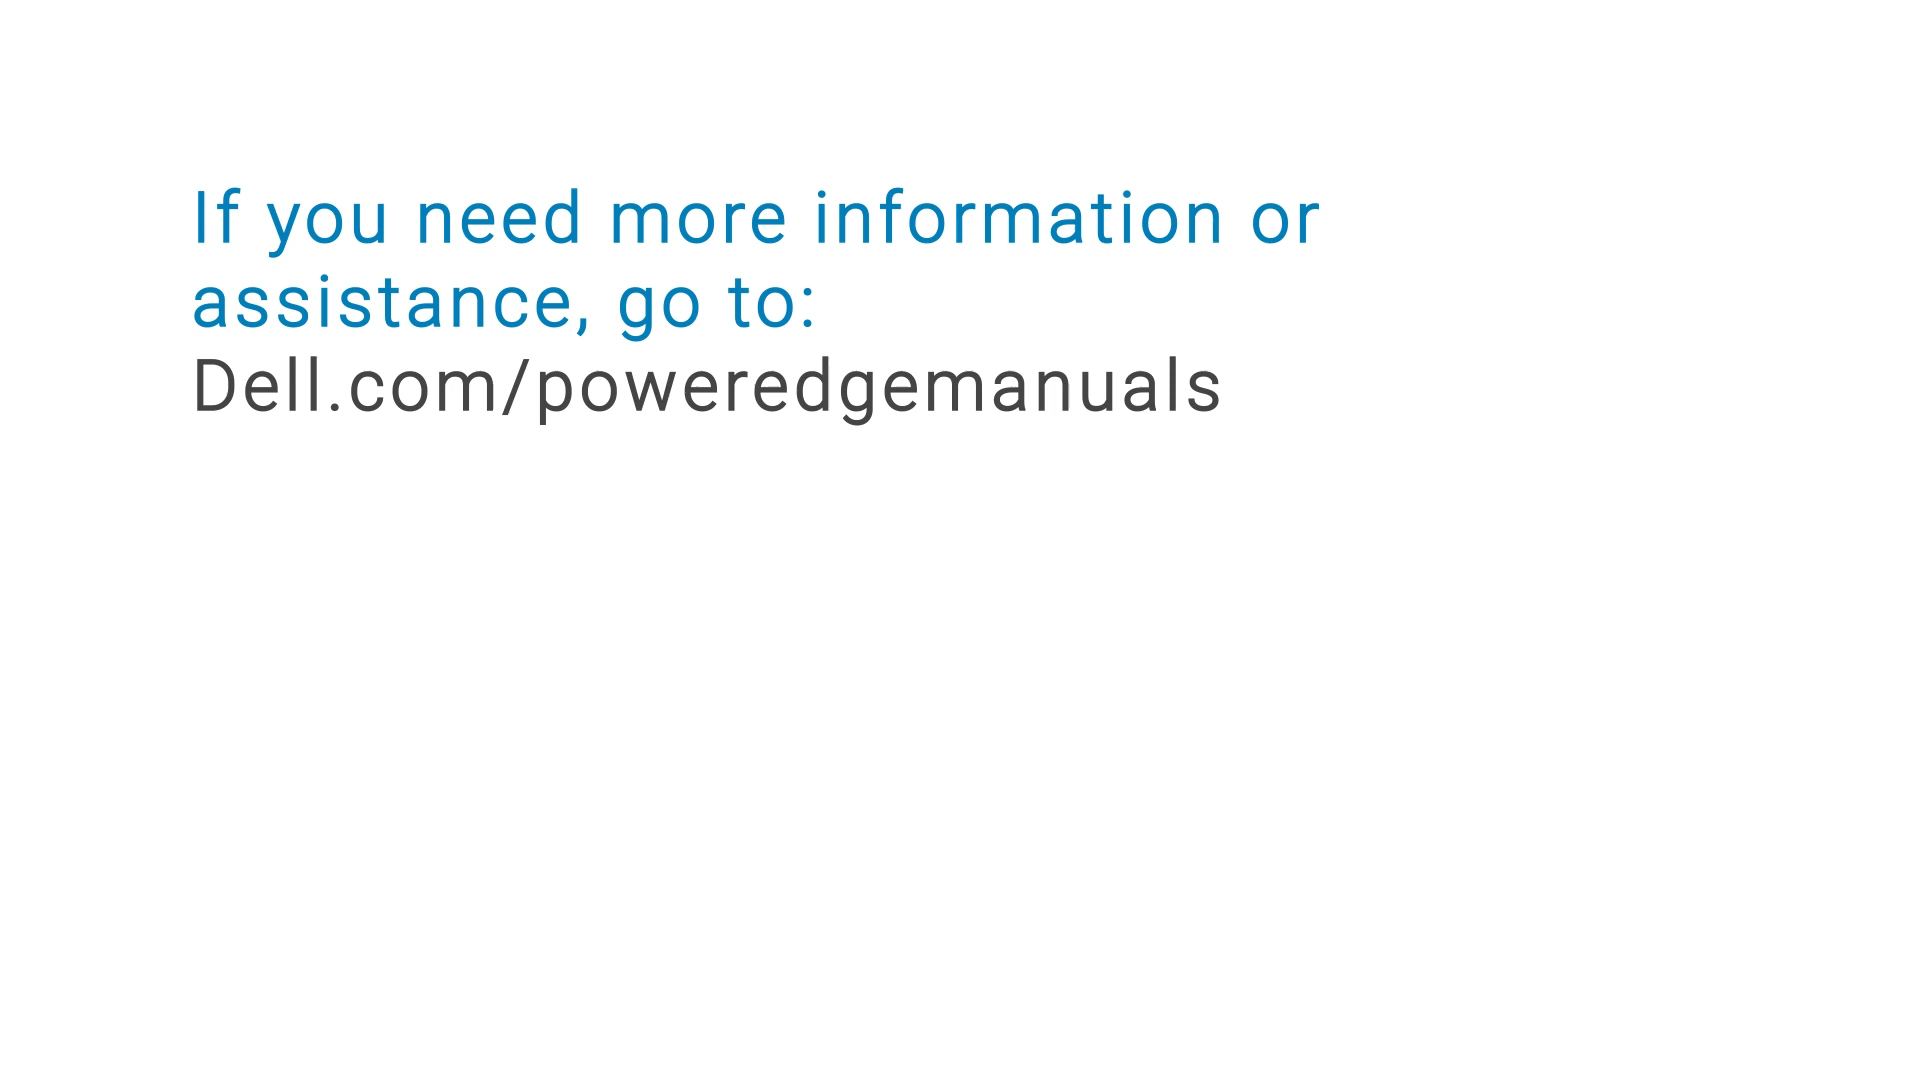 If you need more information or
assistance, go to:
Dell.com/poweredgemanuals